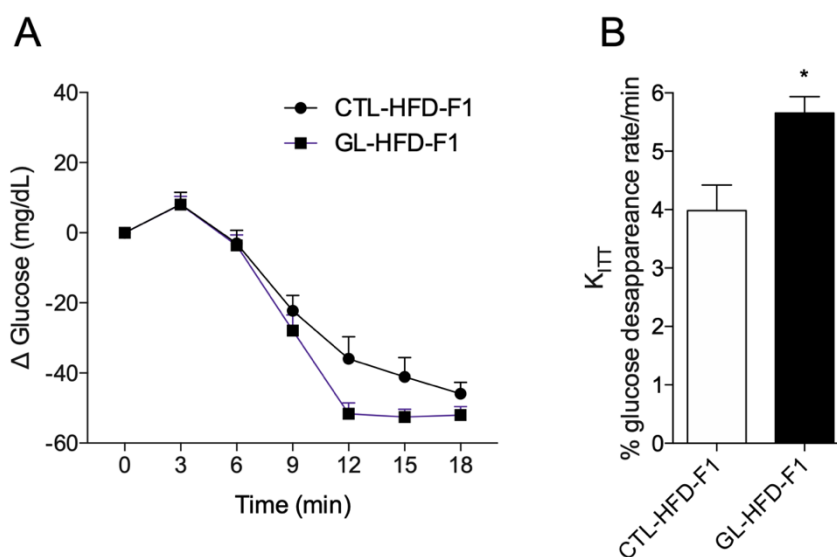 A
40
20
0
-20
-40
-60
Δ Glucose (mg/dL)
0 3 6 9 12 15 18
Time (min)
CTL-HFD-F1
GL-HFD-F1
B
6
5
4
3
2
1
0
K_ITT
% glucose desappareance rate/min
*
CTL-HFD-F1
GL-HFD-F1